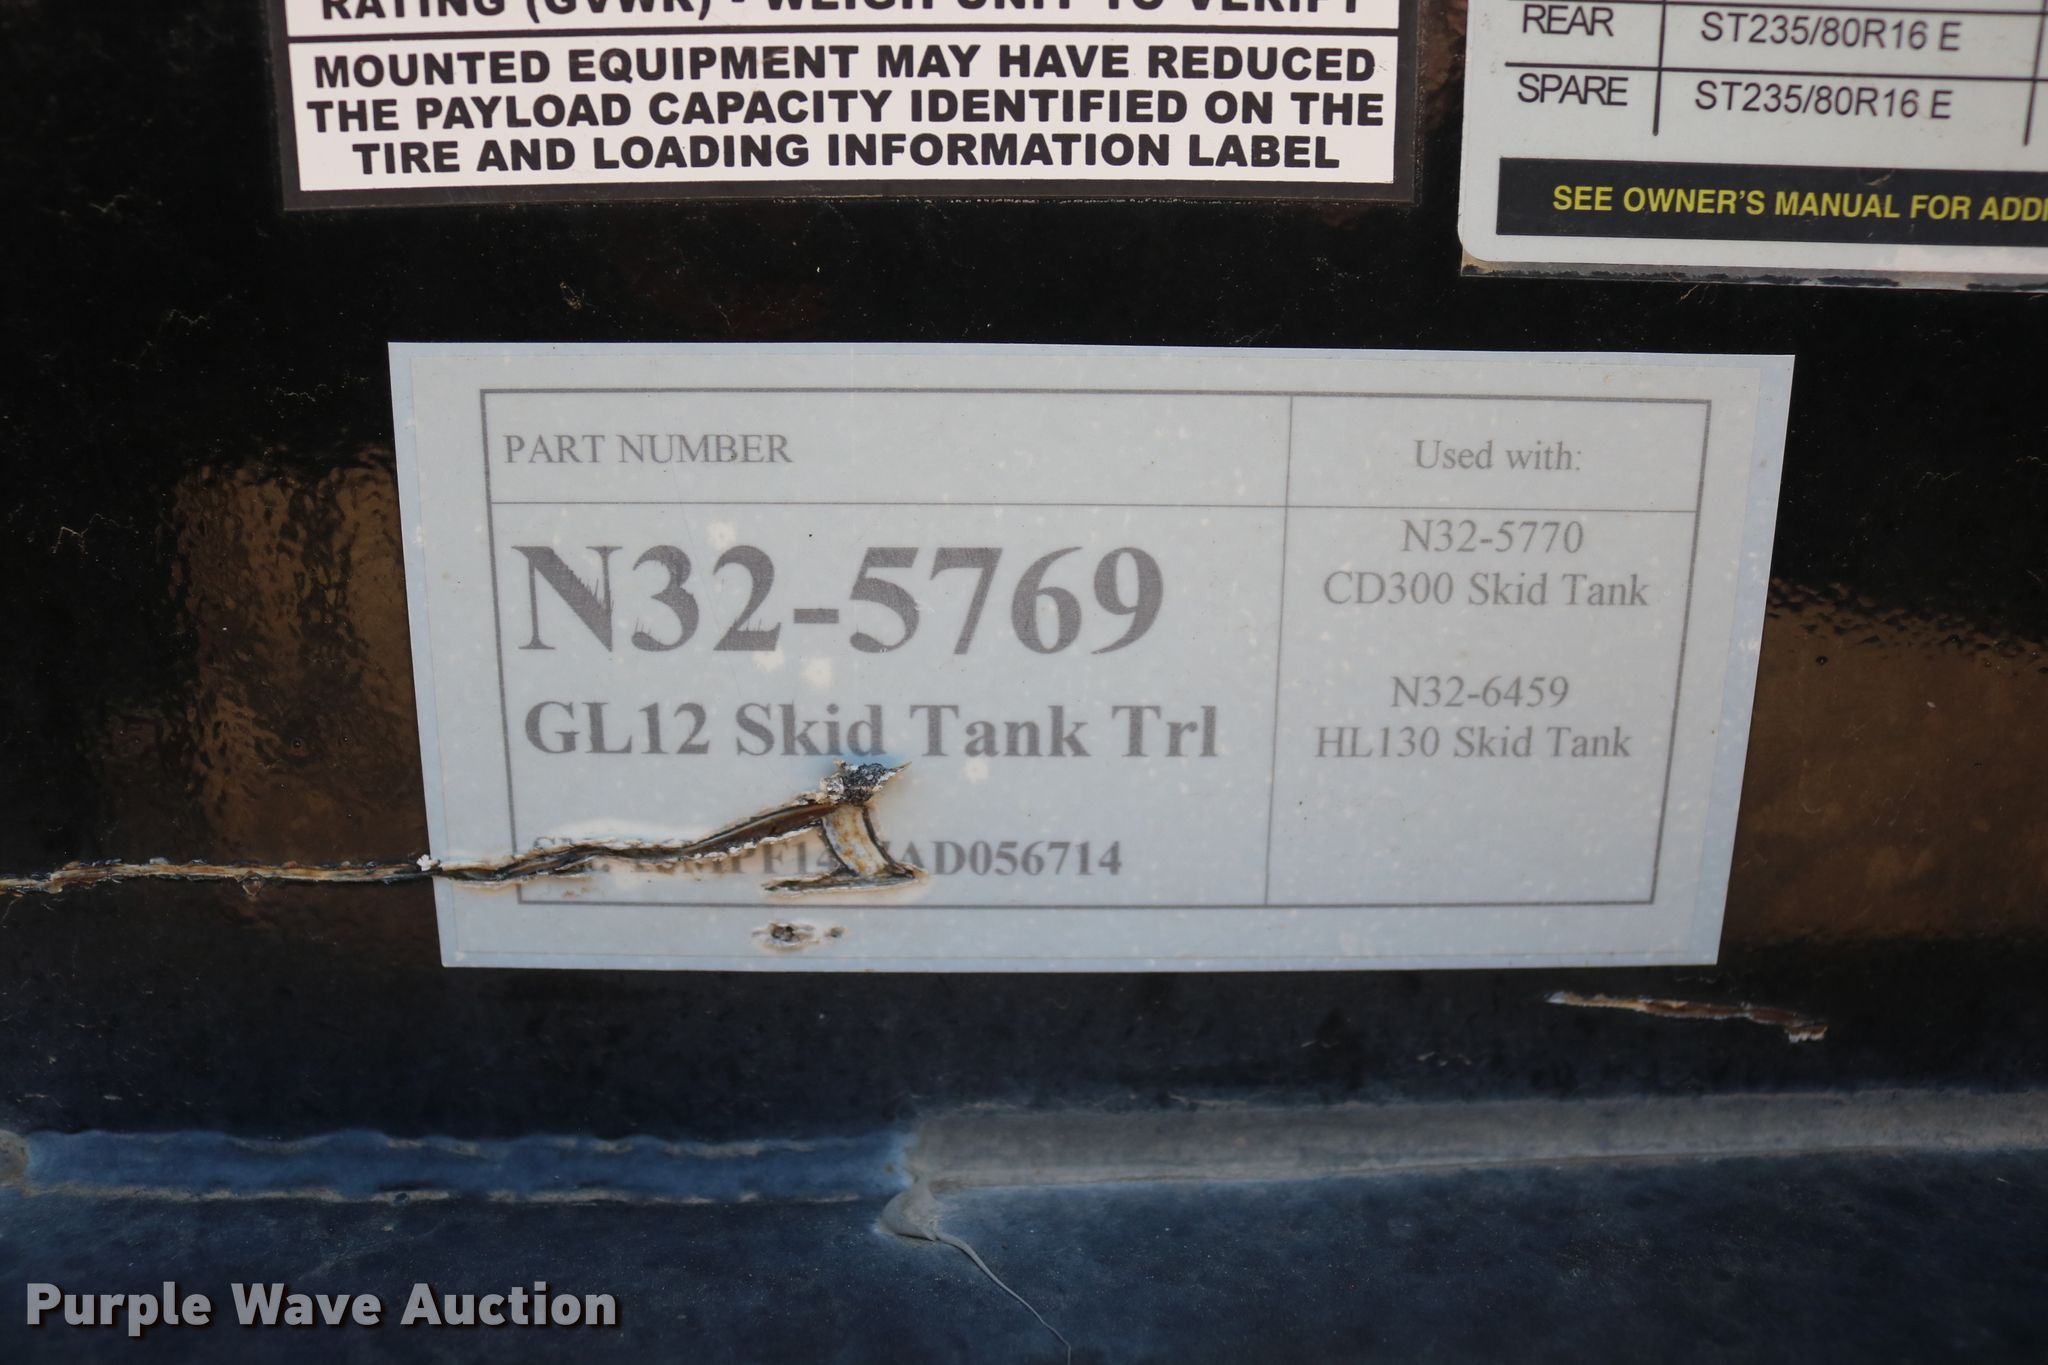 RATING (GVWR) - WEIGH UNIT TO VERIFY
MOUNTED EQUIPMENT MAY HAVE REDUCED
THE PAYLOAD CAPACITY IDENTIFIED ON THE
TIRE AND LOADING INFORMATION LABEL
REAR ST235/80R16 E
SPARE ST235/80R16 E
SEE OWNER'S MANUAL FOR
PART NUMBER
N32-5769
GL12 Skid Tank Trl
Used with:
N32-5770
CD300 Skid Tank
N32-6459
HL130 Skid Tank
Purple Wave Auction